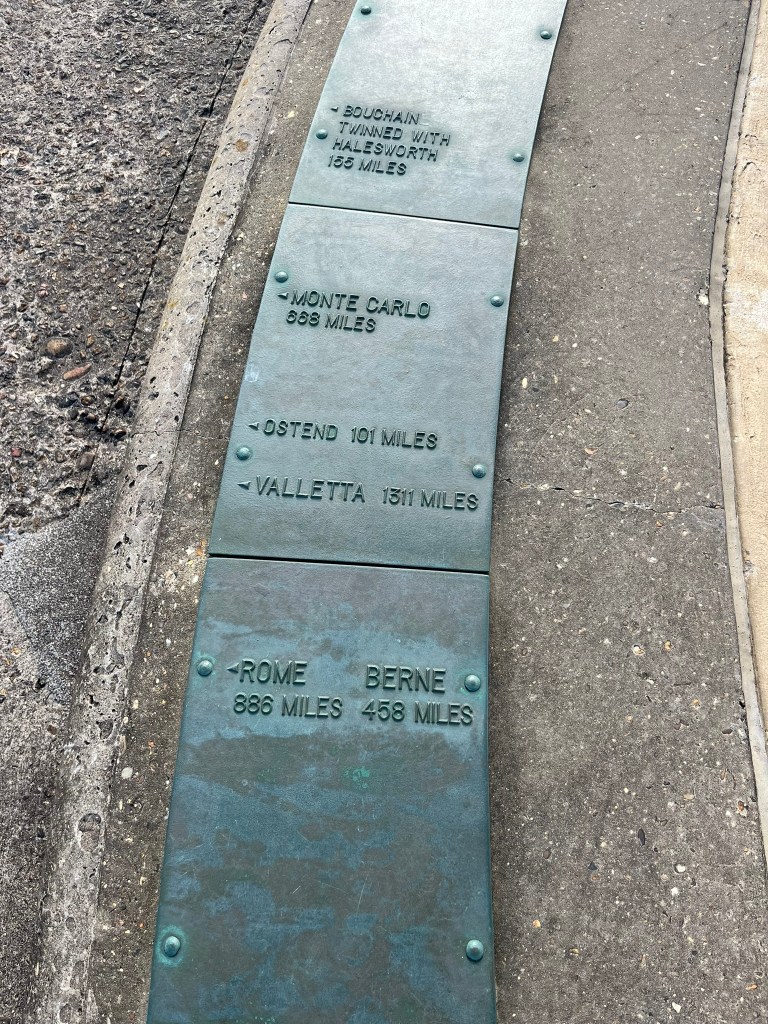 BOUCHAIN
TWINNED WITH
HALESWORTH
155 MILES
MONTE CARLO
668 MILES
OSTEND 101 MILES
VALLETTA 1311 MILES
ROME BERNE
886 MILES 458 MILES